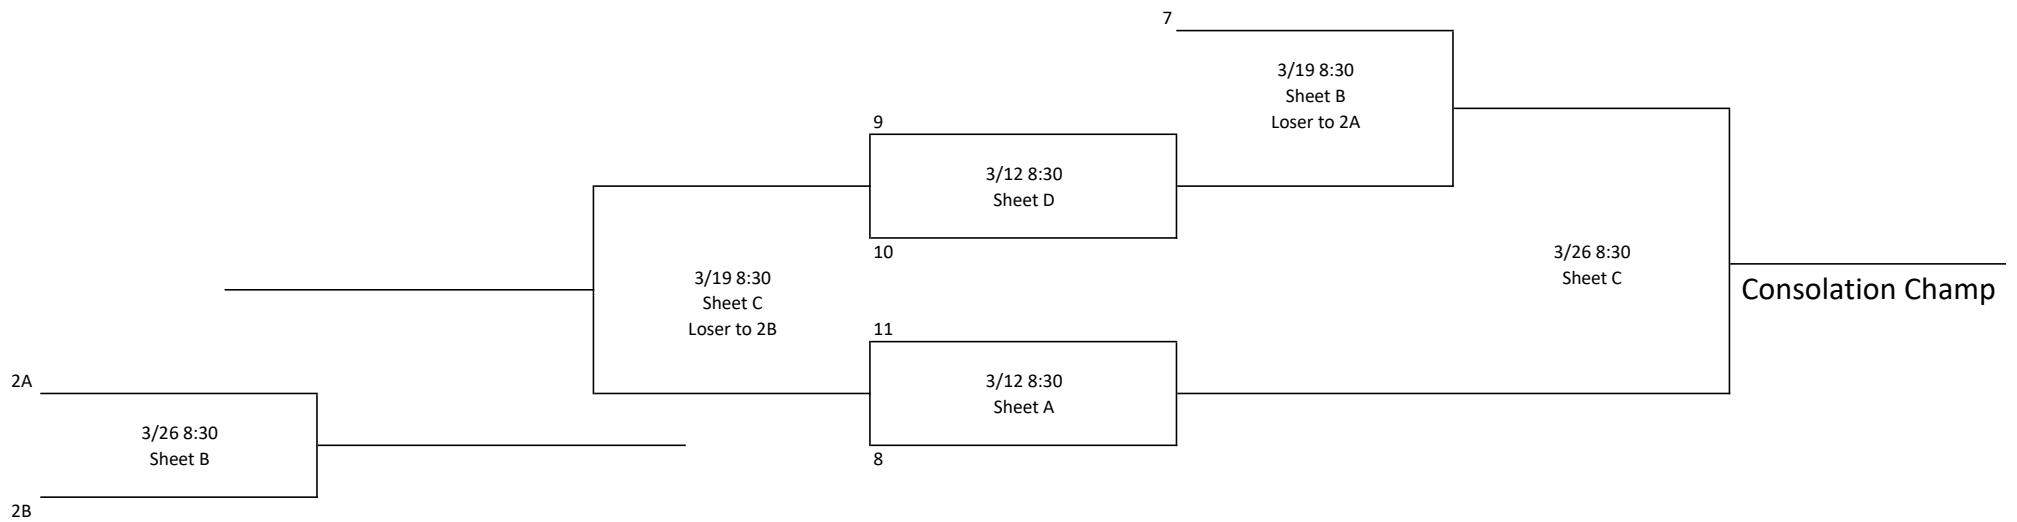 7
3/19 8:30
Sheet B
Loser to 2A
9
3/12 8:30
Sheet D
10
3/26 8:30
Sheet C
Consolation Champ
3/19 8:30
Sheet C
Loser to 2B
11
3/12 8:30
Sheet A
8
2A
3/26 8:30
Sheet B
2B